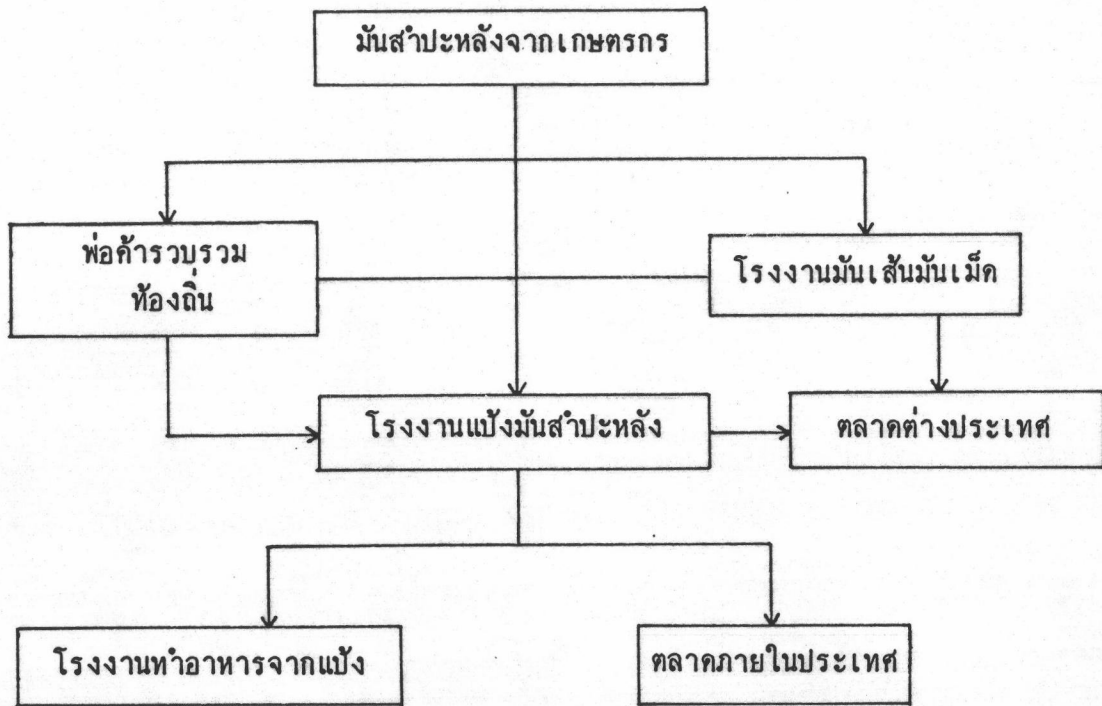 มันสำปะหลังจากเกษตรกร
พ่อค้ารวบรวม
ท้องถิ่น
โรงงานมันเส้นมันเม็ด
โรงงานแป้งมันสำปะหลัง
ตลาดต่างประเทศ
โรงงานทำอาหารจากแป้ง
ตลาดภายในประเทศ